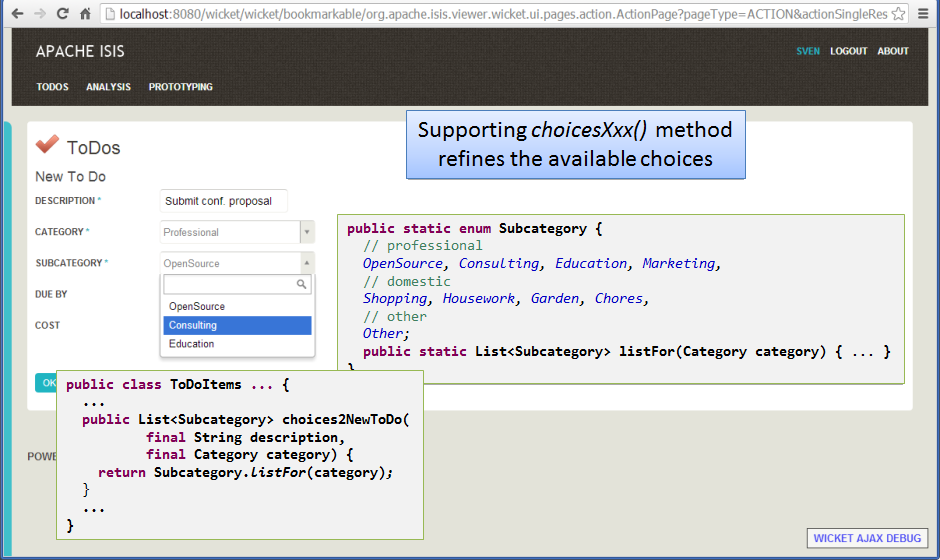 localhost:8080/wicket/wicket/bookmarkable/org.apache.isis.viewer.wicket.ui.pages.action.ActionPage?pageType=ACTION&actionSingleRes
APACHE ISIS
SVEN LOGOUT ABOUT
TODOS ANALYSIS PROTOTYPING
Supporting choicesXxx() method
refines the available choices
ToDos
New To Do
DESCRIPTION * Submit conf. proposal
CATEGORY * Professional
SUBCATEGORY * OpenSource
OpenSource
Consulting
Education
DUE BY
COST
OK
public static enum Subcategory {
// professional
OpenSource, Consulting, Education, Marketing,
// domestic
Shopping, Housework, Garden, Chores,
// other
Other;
public static List<Subcategory> listFor(Category category) { ... }
}
public class ToDoItems ... {
...
public List<Subcategory> choices2NewToDo(
final String description,
final Category category) {
return Subcategory.listFor(category);
}
...
}
POWE
WICKET AJAX DEBUG